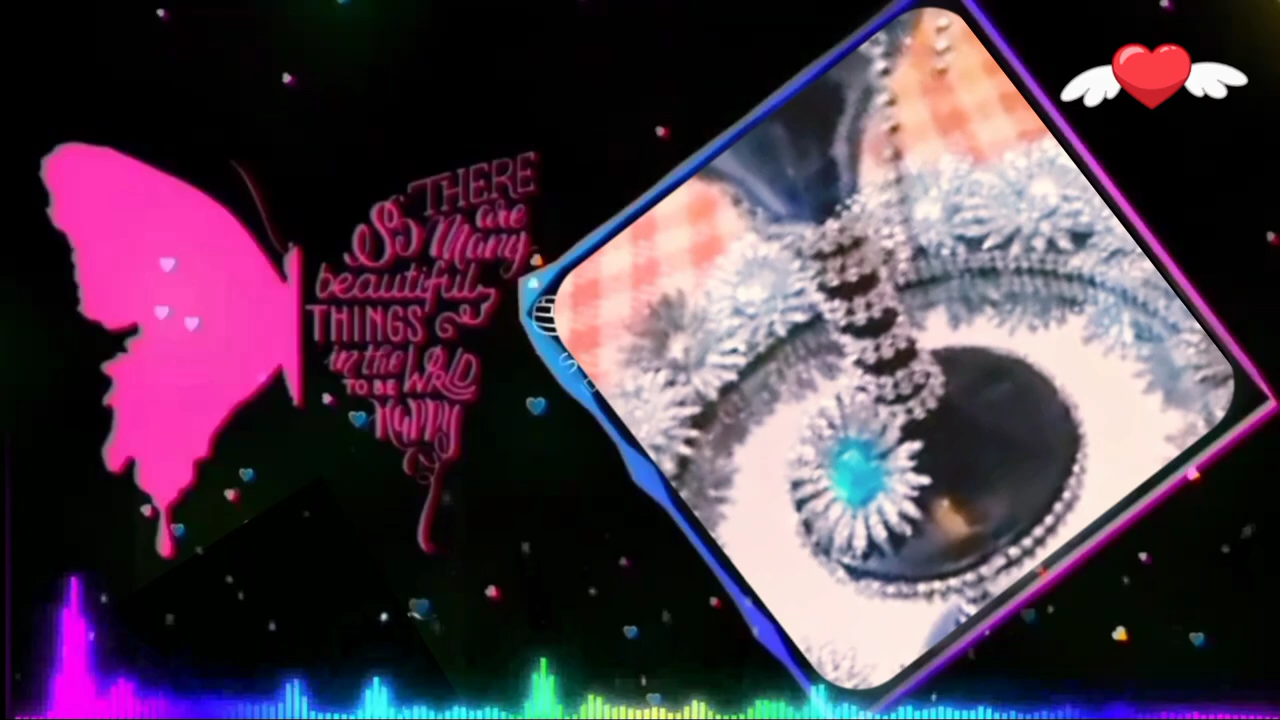 So THERE
are
Many
beautiful
THINGS
in the WRLD
TO BE
Happy